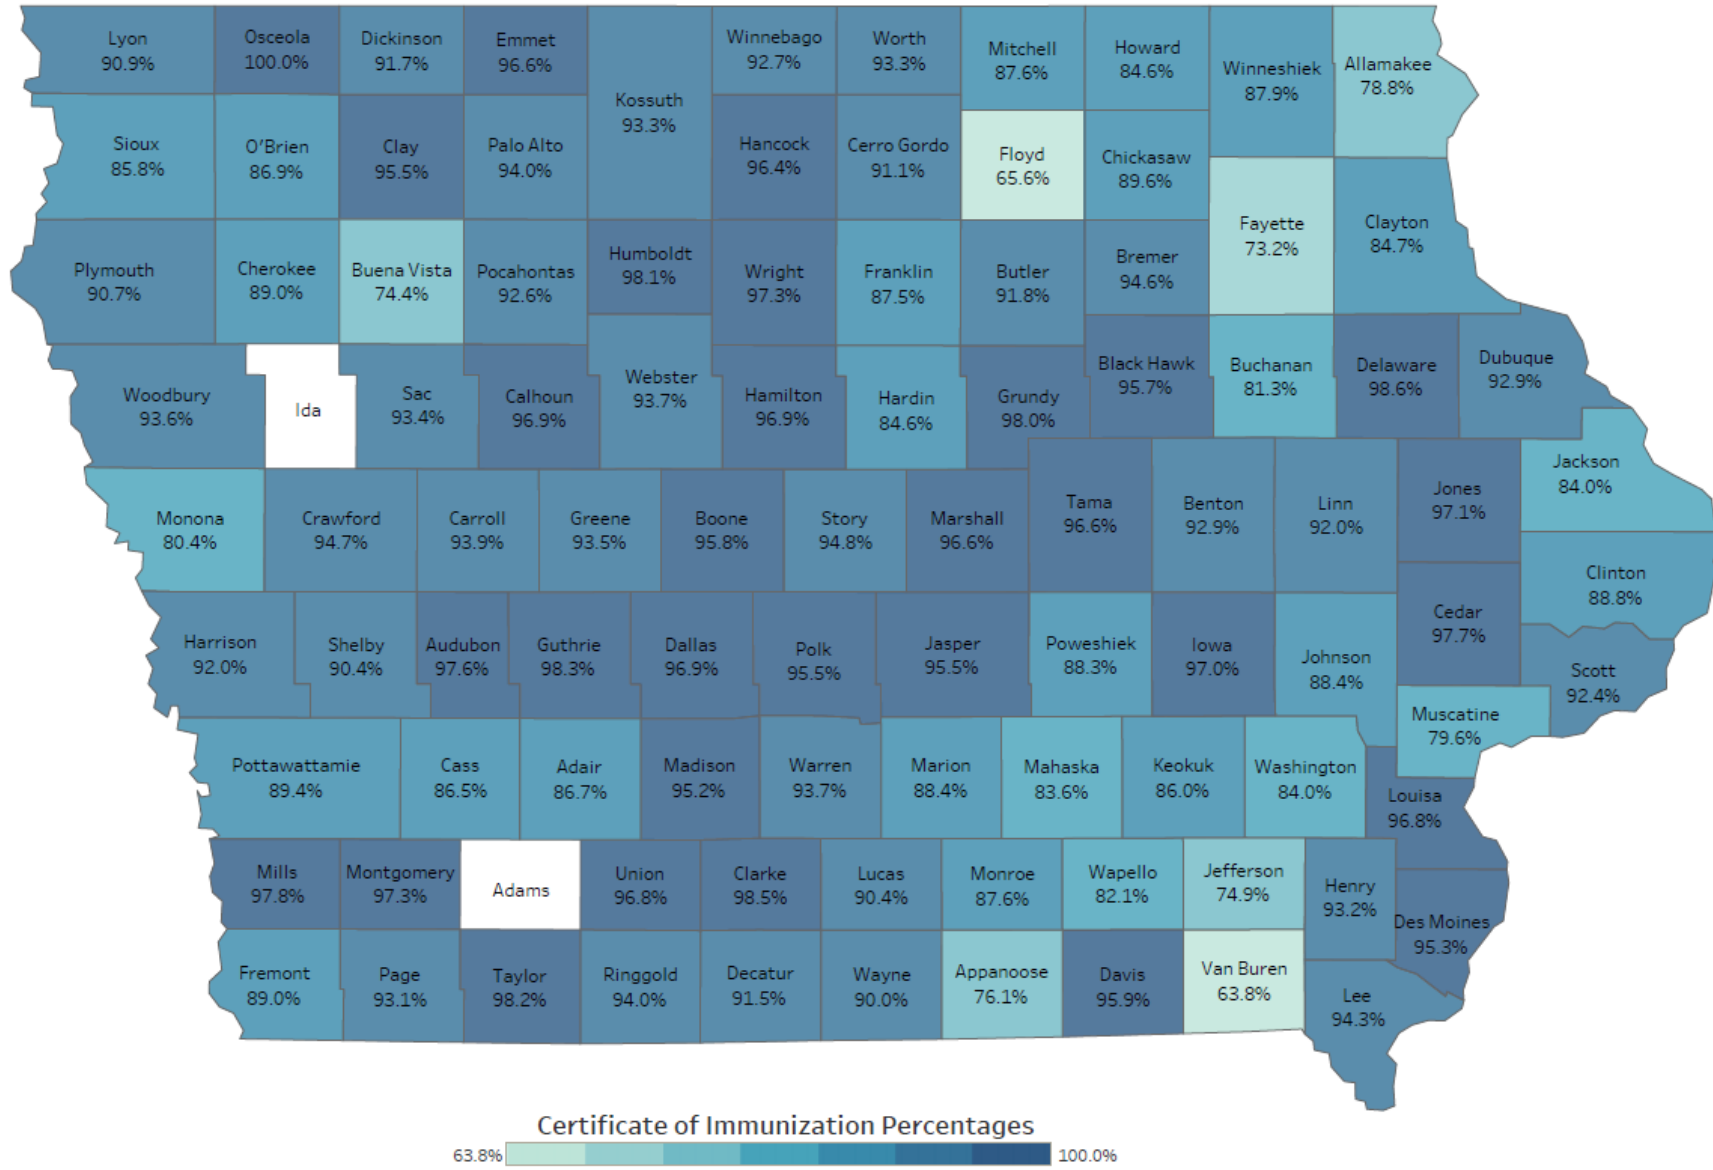 Lyon
90.9%
Osceola
100.0%
Dickinson
91.7%
Emmet
96.6%
Kossuth
93.3%
Winnebago
92.7%
Worth
93.3%
Mitchell
87.6%
Howard
84.6%
Winneshiek
87.9%
Allamakee
78.8%
Sioux
85.8%
O'Brien
86.9%
Clay
95.5%
Palo Alto
94.0%
Hancock
96.4%
Cerro Gordo
91.1%
Floyd
65.6%
Chickasaw
89.6%
Fayette
73.2%
Clayton
84.7%
Plymouth
90.7%
Cherokee
89.0%
Buena Vista
74.4%
Pocahontas
92.6%
Humboldt
98.1%
Wright
97.3%
Franklin
87.5%
Butler
91.8%
Bremer
94.6%
Woodbury
93.6%
Ida
Sac
93.4%
Calhoun
96.9%
Webster
93.7%
Hamilton
96.9%
Hardin
84.6%
Grundy
98.0%
Black Hawk
95.7%
Buchanan
81.3%
Delaware
98.6%
Dubuque
92.9%
Monona
80.4%
Crawford
94.7%
Carroll
93.9%
Greene
93.5%
Boone
95.8%
Story
94.8%
Marshall
96.6%
Tama
96.6%
Benton
92.9%
Linn
92.0%
Jones
97.1%
Jackson
84.0%
Clinton
88.8%
Harrison
92.0%
Shelby
90.4%
Audubon
97.6%
Guthrie
98.3%
Dallas
96.9%
Polk
95.5%
Jasper
95.5%
Poweshiek
88.3%
Iowa
97.0%
Johnson
88.4%
Cedar
97.7%
Scott
92.4%
Muscatine
79.6%
Pottawattamie
89.4%
Cass
86.5%
Adair
86.7%
Madison
95.2%
Warren
93.7%
Marion
88.4%
Mahaska
83.6%
Keokuk
86.0%
Washington
84.0%
Louisa
96.8%
Mills
97.8%
Montgomery
97.3%
Adams
Union
96.8%
Clarke
98.5%
Lucas
90.4%
Monroe
87.6%
Wapello
82.1%
Jefferson
74.9%
Henry
93.2%
Des Moines
95.3%
Fremont
89.0%
Page
93.1%
Taylor
98.2%
Ringgold
94.0%
Decatur
91.5%
Wayne
90.0%
Appanoose
76.1%
Davis
95.9%
Van Buren
63.8%
Lee
94.3%
Certificate of Immunization Percentages
63.8% 100.0%